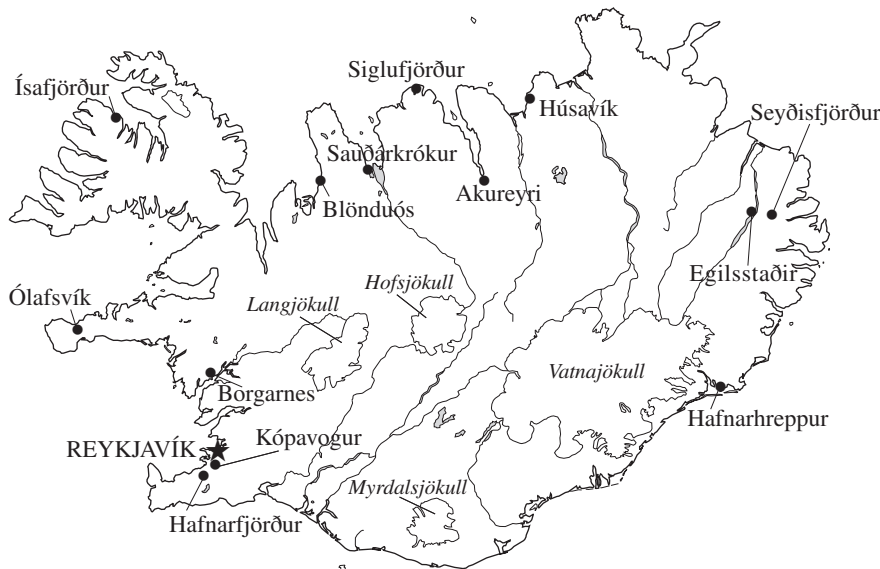 Siglufjörður
Ísafjörður
Húsavík
Seyðisfjörður
Sauðárkrókur
Akureyri
Blönduós
Egilsstaðir
Ólafsvík
Hofsjökull
Langjökull
Vatnajökull
Borgarnes
Hafnarhreppur
REYKJAVÍK
Kópavogur
Myrdalsjökull
Hafnarfjörður